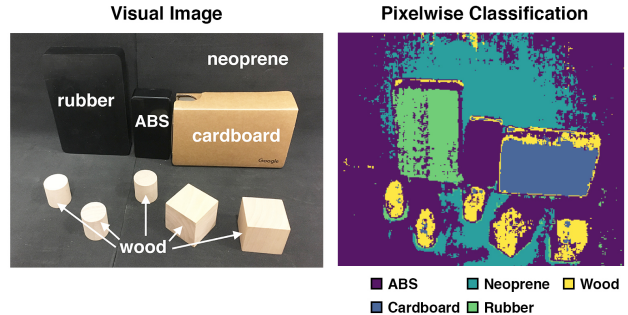 Visual Image
Pixelwise Classification
neoprene
rubber
ABS
cardboard
Google
wood
ABS
Neoprene
Wood
Cardboard
Rubber